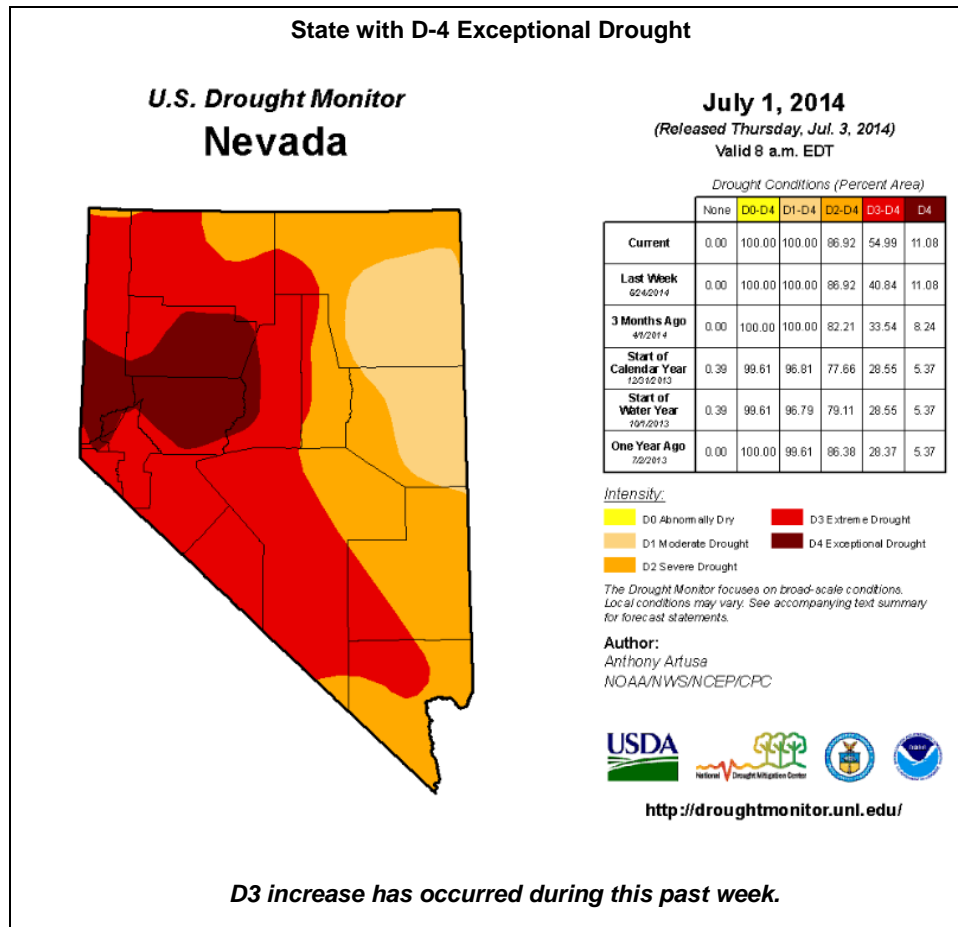 State with D-4 Exceptional Drought
U.S. Drought Monitor
Nevada
July 1, 2014
(Released Thursday, Jul. 3, 2014)
Valid 8 a.m. EDT
Drought Conditions (Percent Area)
None D0-D4 D1-D4 D2-D4 D3-D4 D4
Current 0.00 100.00 100.00 86.92 54.99 11.08
Last Week
6/24/2014
0.00 100.00 100.00 86.92 40.84 11.08
3 Months Ago
4/1/2014
0.00 100.00 100.00 82.21 33.54 8.24
Start of
Calendar Year
12/31/2013
0.39 99.61 96.81 77.66 28.55 5.37
Start of
Water Year
10/1/2013
0.39 99.61 96.79 79.11 28.55 5.37
One Year Ago
7/2/2013
0.00 100.00 99.61 86.38 28.37 5.37
Intensity:
D0 Abnormally Dry
D1 Moderate Drought
D2 Severe Drought
D3 Extreme Drought
D4 Exceptional Drought
The Drought Monitor focuses on broad-scale conditions.
Local conditions may vary. See accompanying text summary
for forecast statements.
Author:
Anthony Artusa
NOAA/NWS/NCEP/CPC
USDA
National Drought Mitigation Center
http://droughtmonitor.unl.edu/
D3 increase has occurred during this past week.